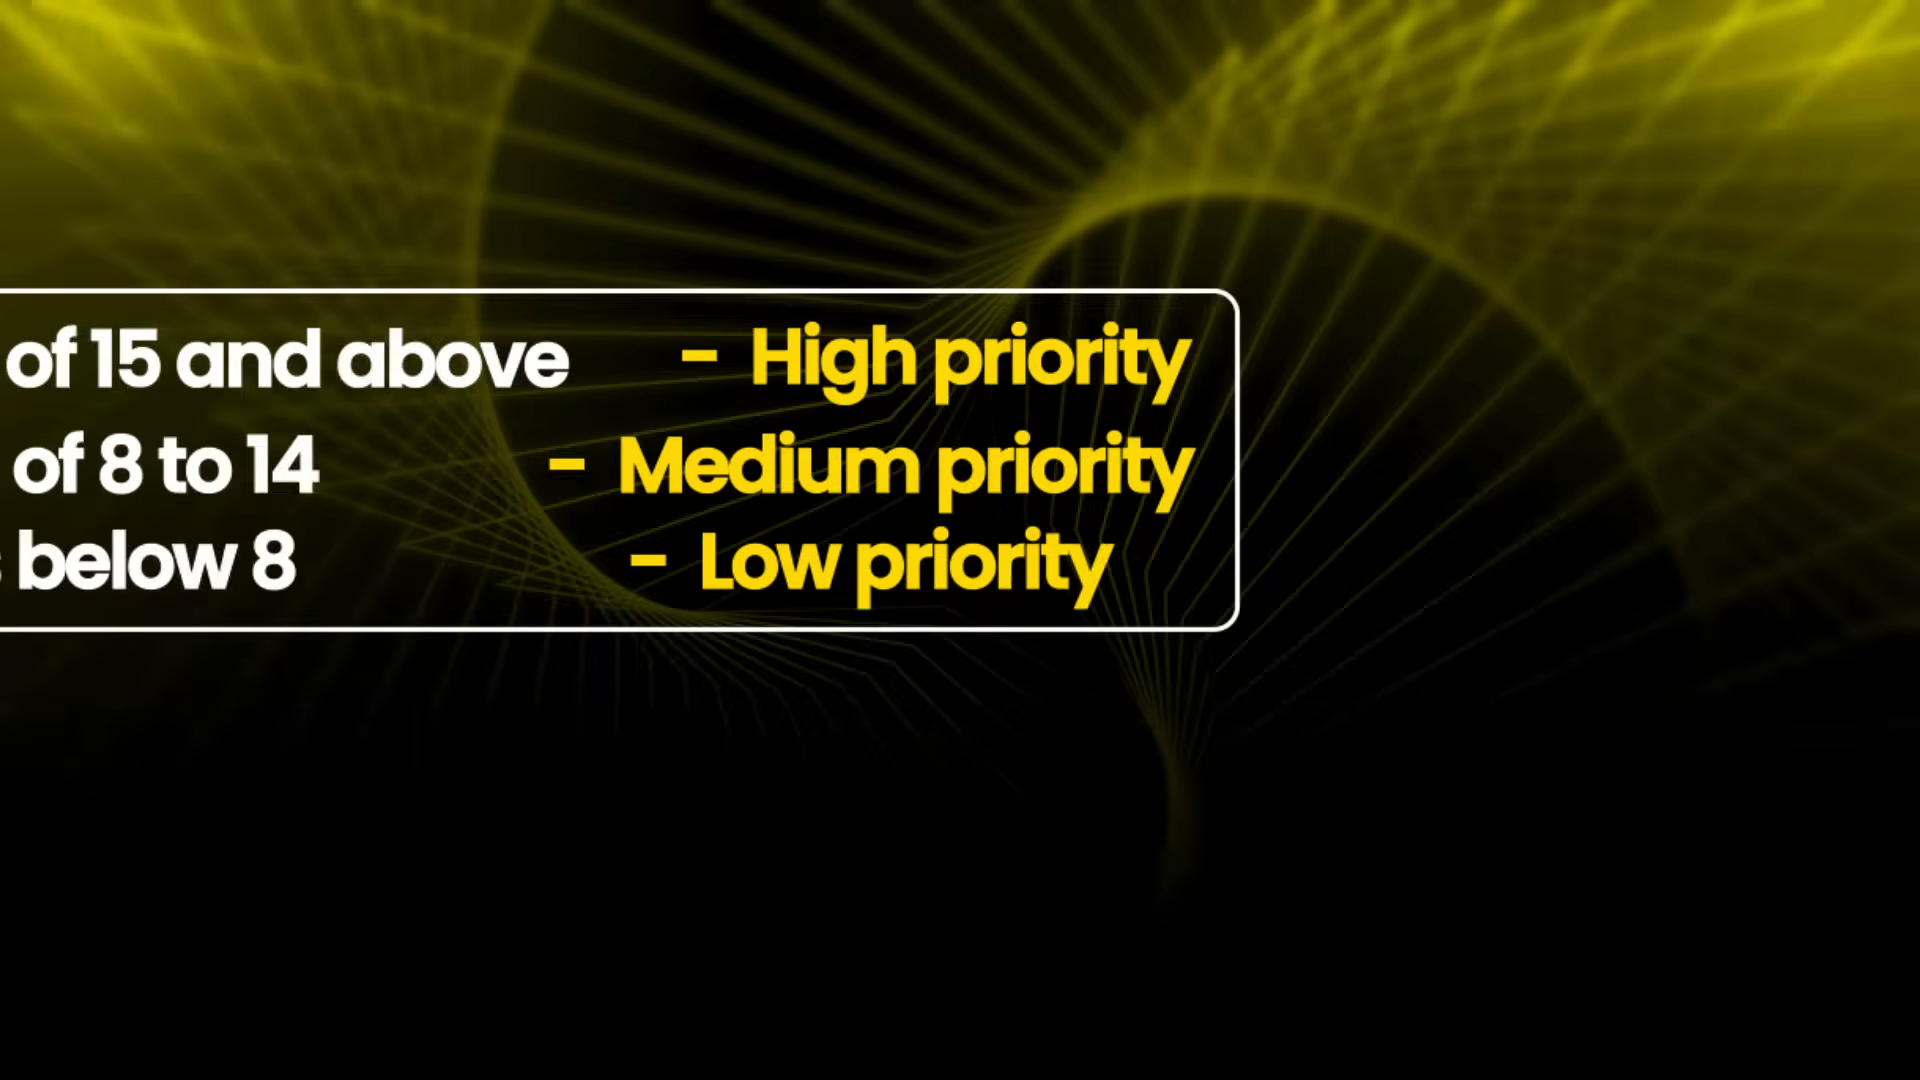 of 15 and above - High priority
of 8 to 14 - Medium priority
below 8 - Low priority